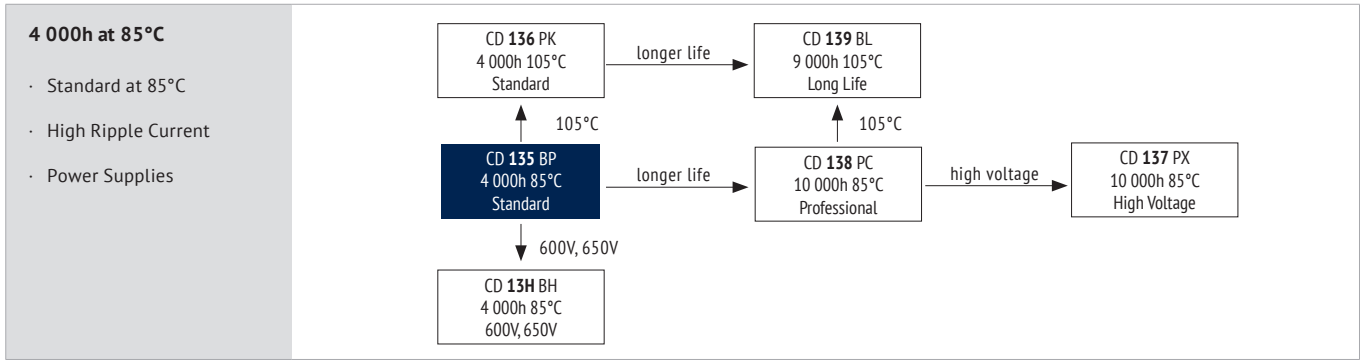 4 000h at 85°C
· Standard at 85°C
· High Ripple Current
· Power Supplies
CD 136 PK
4 000h 105°C
Standard
longer life
CD 139 BL
9 000h 105°C
Long Life
105°C
105°C
CD 135 BP
4 000h 85°C
Standard
longer life
CD 138 PC
10 000h 85°C
Professional
high voltage
CD 137 PX
10 000h 85°C
High Voltage
600V, 650V
CD 13H BH
4 000h 85°C
600V, 650V